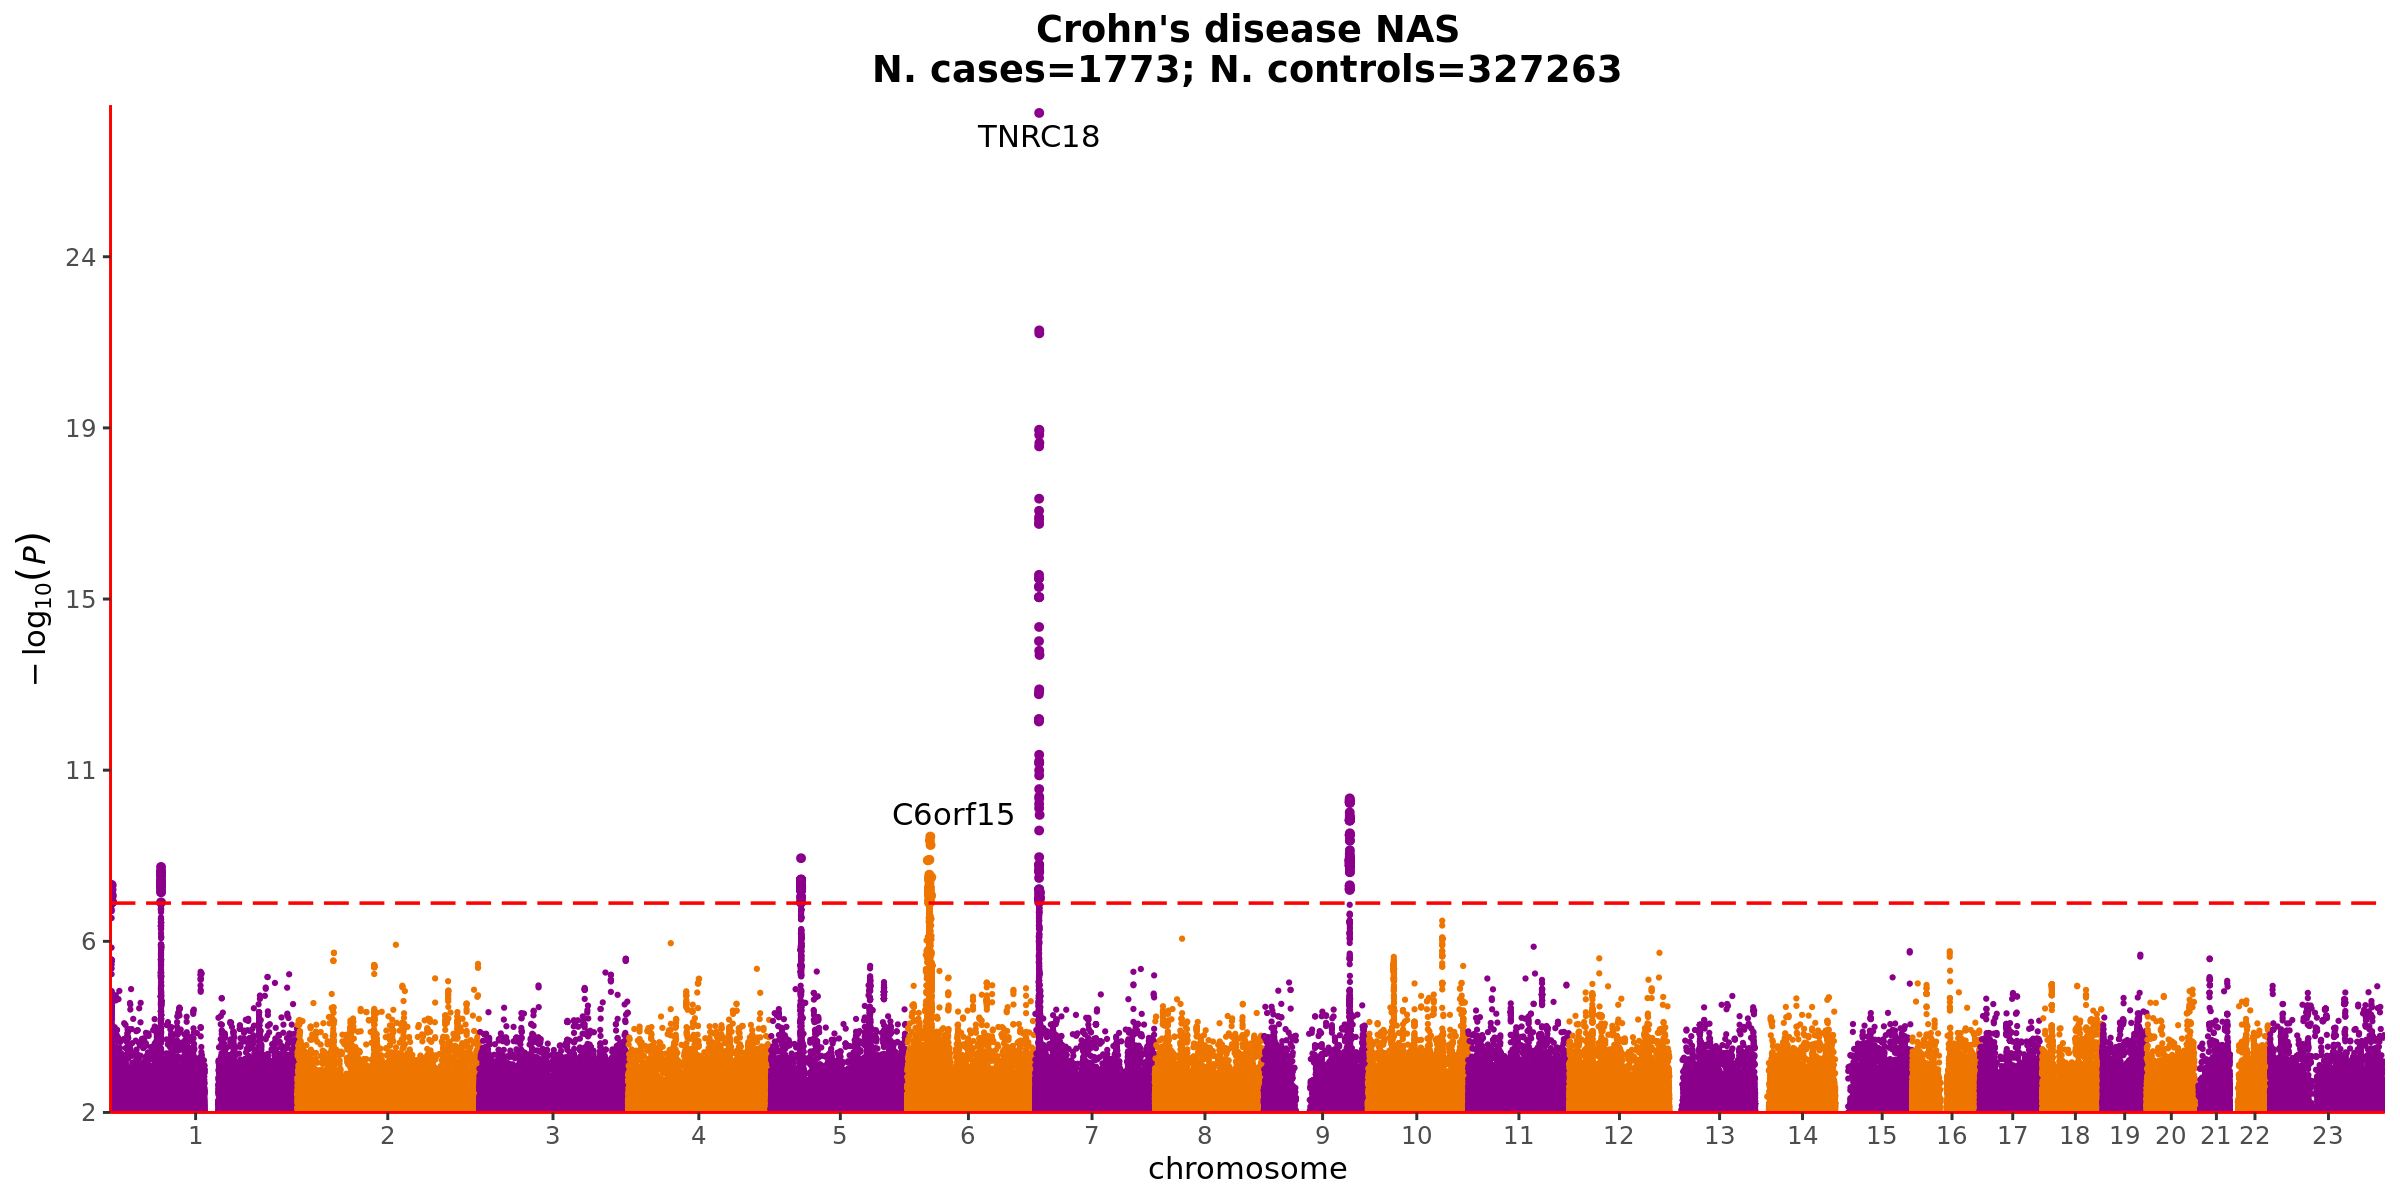 Crohn's disease NAS
N. cases=1773; N. controls=327263
TNRC18
24
19
− log10(P)
15
11
C6orf15
6
2
1 2 3 4 5 6 7 8 9 10 11 12 13 14 15 16 17 18 19 20 21 22 23
chromosome